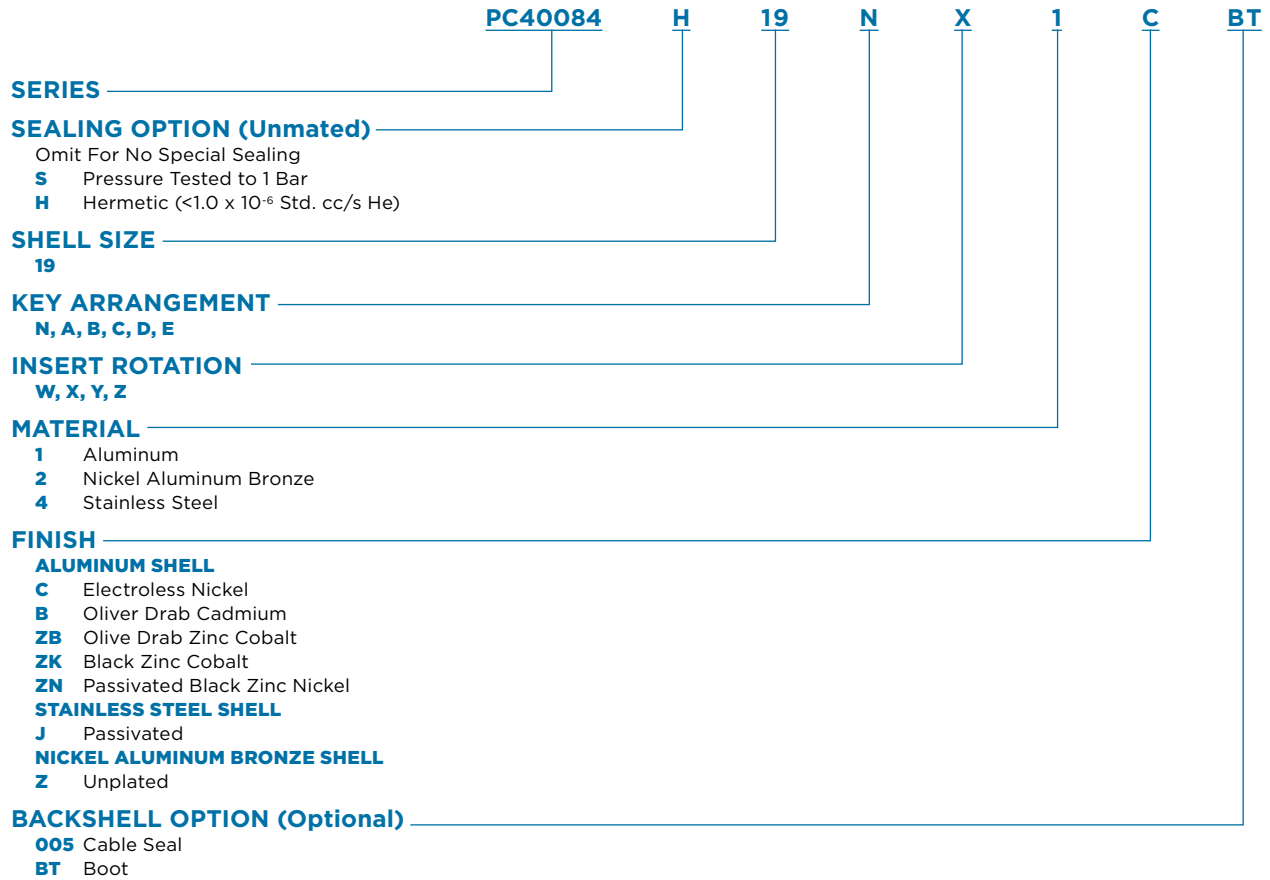 PC40084 H 19 N X 1 C BT
SERIES
SEALING OPTION (Unmated)
Omit For No Special Sealing
S Pressure Tested to 1 Bar
H Hermetic (<1.0 x 10⁻⁶ Std. cc/s He)
SHELL SIZE
19
KEY ARRANGEMENT
N, A, B, C, D, E
INSERT ROTATION
W, X, Y, Z
MATERIAL
1 Aluminum
2 Nickel Aluminum Bronze
4 Stainless Steel
FINISH
ALUMINUM SHELL
C Electroless Nickel
B Oliver Drab Cadmium
ZB Olive Drab Zinc Cobalt
ZK Black Zinc Cobalt
ZN Passivated Black Zinc Nickel
STAINLESS STEEL SHELL
J Passivated
NICKEL ALUMINUM BRONZE SHELL
Z Unplated
BACKSHELL OPTION (Optional)
005 Cable Seal
BT Boot